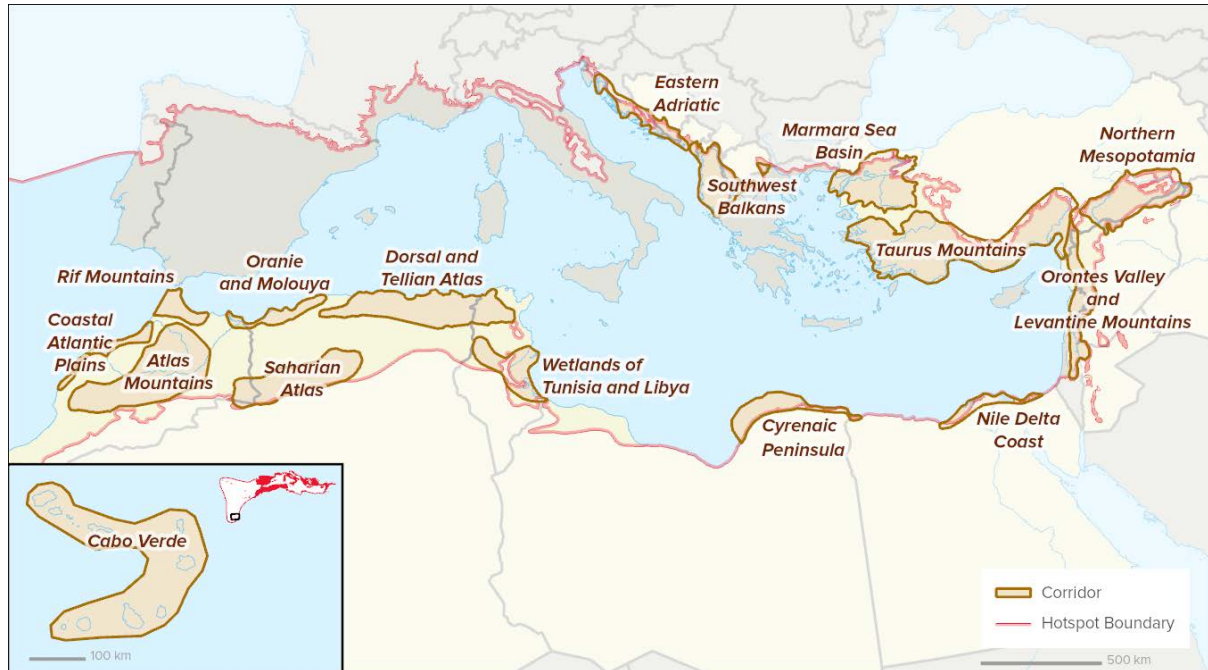 Eastern
Adriatic
Marmara Sea
Basin
Northern
Mesopotamia
Southwest
Balkans
Taurus Mountains
Orontes Valley
and
Levantine Mountains
Rif Mountains
Oranie
and Molouya
Dorsal and
Tellian Atlas
Coastal
Atlantic
Plains
Atlas
Mountains
Saharian
Atlas
Wetlands of
Tunisia and Libya
Cyrenaic
Peninsula
Nile Delta
Coast
Cabo Verde
100 km
Corridor
Hotspot Boundary
500 km